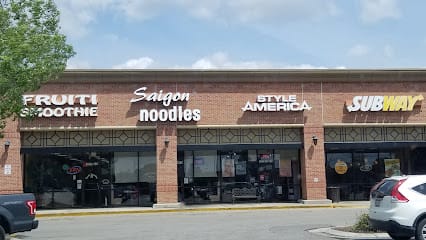 FRUITI
SMOOTHIE
Saigon
noodles
STYLE
AMERICA
SUBWAY